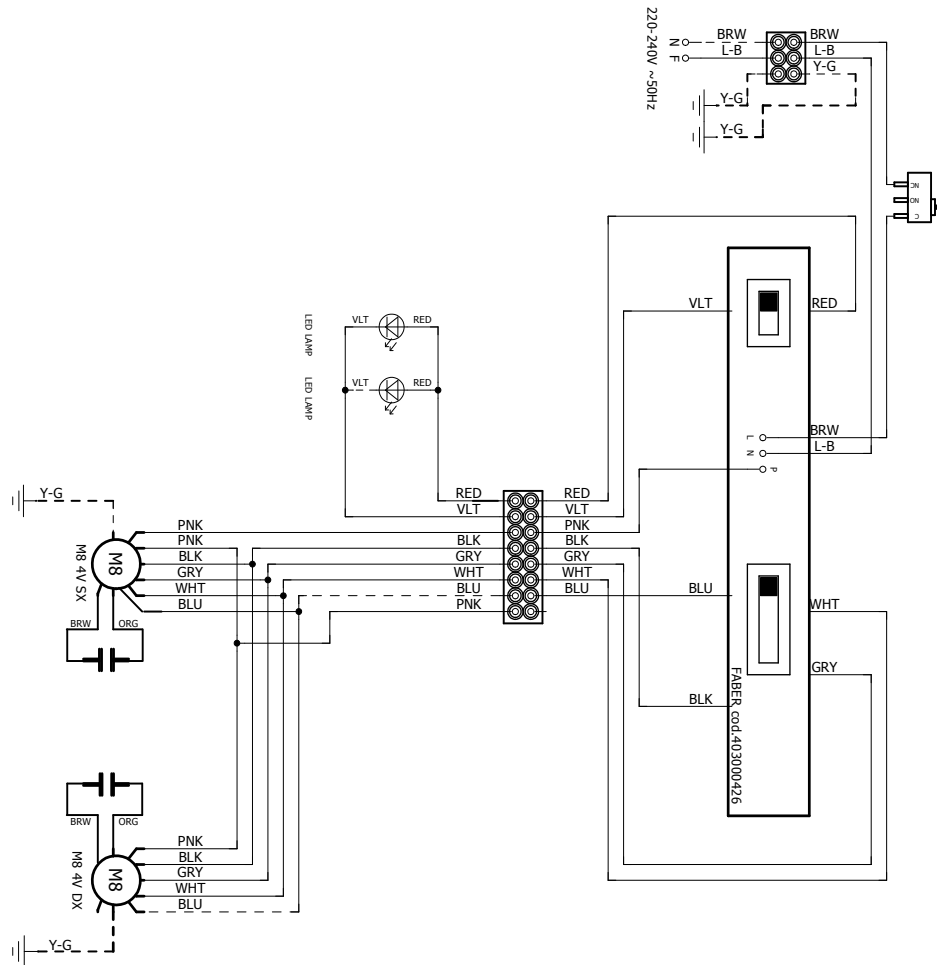 220-240V ~50Hz
N
F
BRW
L-B
BRW
L-B
Y-G
Y-G
Y-G
NC
NO
C
VLT
RED
LED LAMP
VLT
RED
LED LAMP
VLT
RED
L
N
P
BRW
L-B
RED
VLT
RED
VLT
PNK
BLK
GRY
WHT
BLU
BLK
GRY
WHT
BLU
PNK
BLU
WHT
GRY
BLK
FABER cod.403000426
Y-G
M8 4V SX
M8
PNK
PNK
BLK
GRY
WHT
BLU
BRW
ORG
BRW
ORG
M8 4V DX
M8
PNK
BLK
GRY
WHT
BLU
Y-G